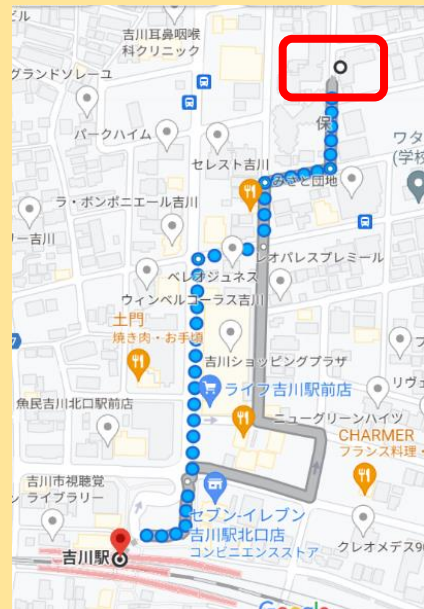 ビル
吉川耳鼻咽喉
科クリニック
グランドソレーユ
保
パークハイム
ワタ
(学校
セレスト吉川
みさと団地
ラ・ボンボニエール吉川
リー吉川
レオパレスプレミール
ベレオジュネス
ウィンベルコーラス吉川
土門
焼き肉・お手頃
吉川ショッピングプラザ
ライフ吉川駅前店
リヴェ
魚民吉川北口駅前店
ニューグリーンハイツ
CHARMER
フランス料理・
吉川市視聴覚
ライブラリー
セブン-イレブン
吉川駅北口店
コンビニエンスストア
クレオメデス90
吉川駅
Google